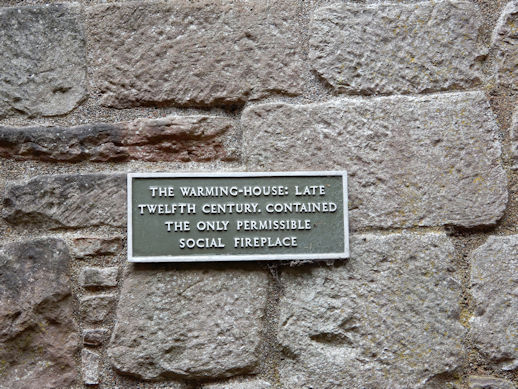 THE WARMING-HOUSE: LATE
TWELFTH CENTURY. CONTAINED
THE ONLY PERMISSIBLE
SOCIAL FIREPLACE